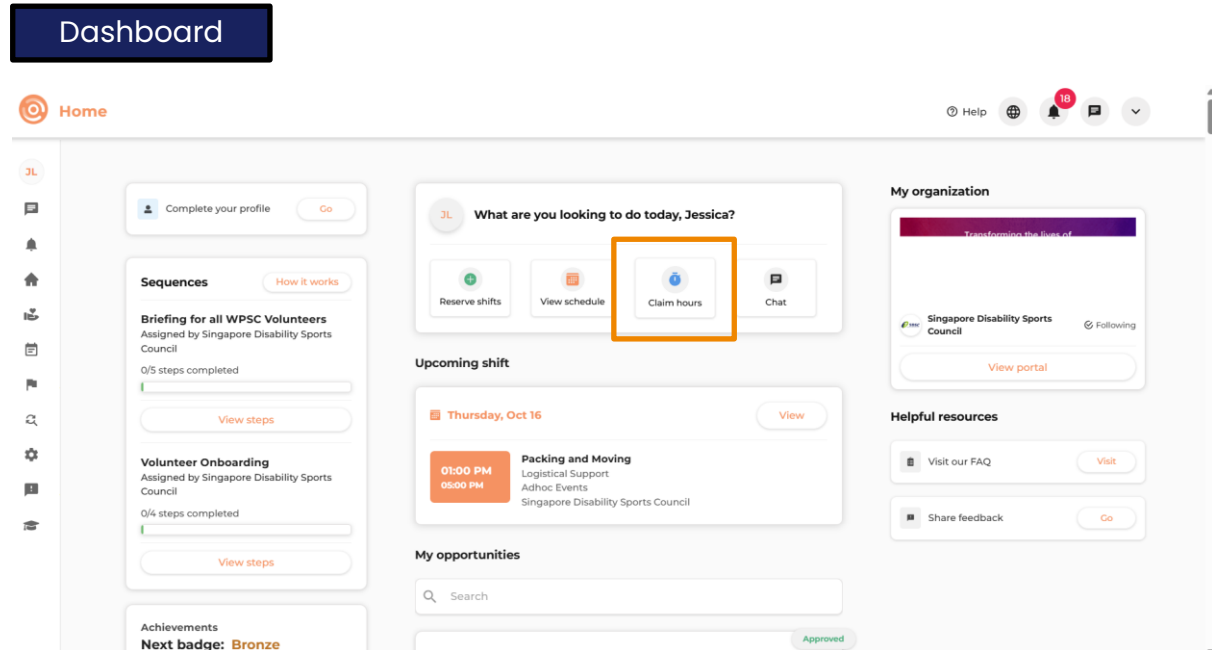 Dashboard
Home
Help
18
JL
Complete your profile
Go
Sequences
How it works
Briefing for all WPSC Volunteers
Assigned by Singapore Disability Sports
Council
0/5 steps completed
View steps
Volunteer Onboarding
Assigned by Singapore Disability Sports
Council
0/4 steps completed
View steps
Achievements
Next badge: Bronze
JL
What are you looking to do today, Jessica?
Reserve shifts
View schedule
Claim hours
Chat
Upcoming shift
Thursday, Oct 16
View
01:00 PM
05:00 PM
Packing and Moving
Logistical Support
Adhoc Events
Singapore Disability Sports Council
My opportunities
Search
Approved
My organization
Transforming the lives of
Singapore Disability Sports
Council
Following
View portal
Helpful resources
Visit our FAQ
Visit
Share feedback
Go